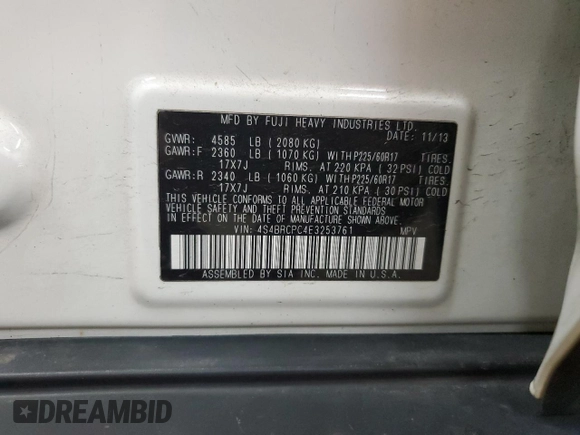 MFD BY FUJI HEAVY INDUSTRIES LTD.
DATE: 11/13
GVWR: 4585 LB ( 2080 KG)
GAWR:F 2360 LB ( 1070 KG) WITH P225/60R17 TIRES.
17X7J RIMS. AT 220 KPA ( 32 PSI) COLD
GAWR:R 2340 LB ( 1060 KG) WITH P225/60R17 TIRES.
17X7J RIMS. AT 210 KPA ( 30 PSI) COLD
THIS VEHICLE CONFORMS TO ALL APPLICABLE FEDERAL MOTOR
VEHICLE SAFETY AND THEFT PREVENTION STANDARDS
IN EFFECT ON THE DATE OF MANUFACTURE SHOWN ABOVE.
VIN: 4S4BRCPC4E3253761 MPV
ASSEMBLED BY SIA INC. MADE IN U.S.A.
DREAMBID